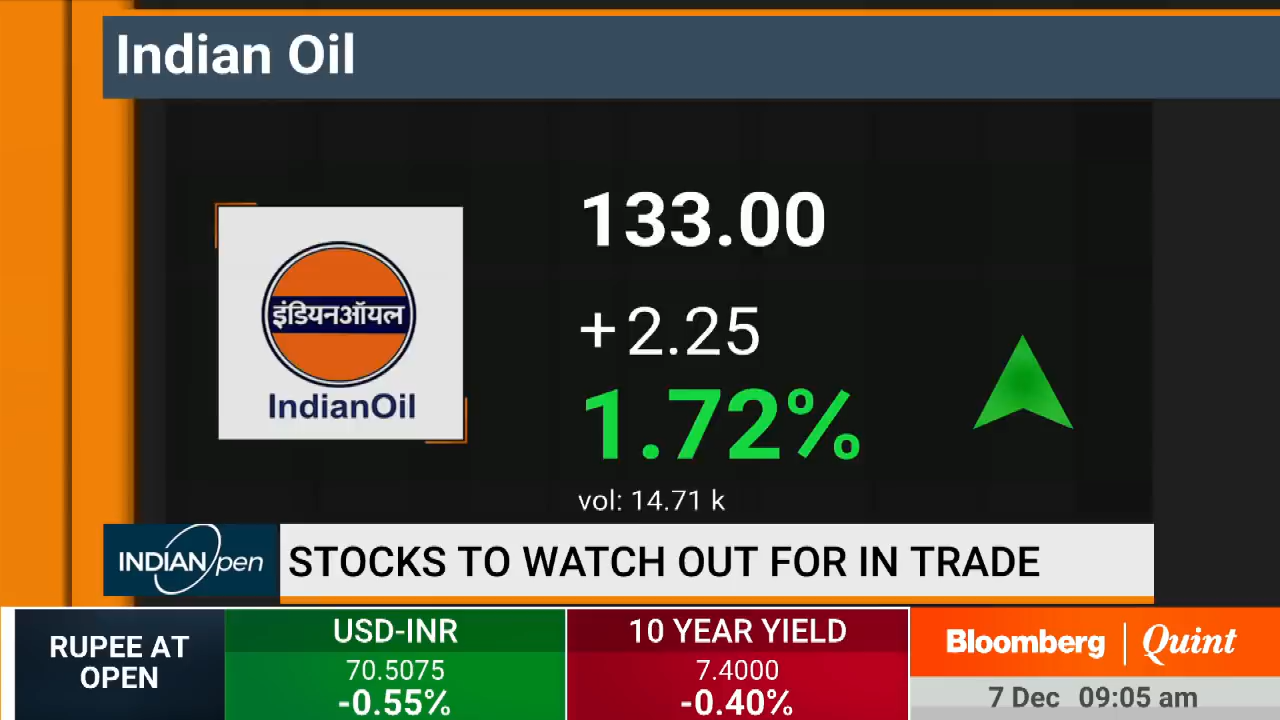 Indian Oil
133.00
+2.25
1.72%
vol: 14.71 k
इंडियनऑयल
IndianOil
INDIAN Open
STOCKS TO WATCH OUT FOR IN TRADE
RUPEE AT
OPEN
USD-INR
70.5075
-0.55%
10 YEAR YIELD
7.4000
-0.40%
Bloomberg | Quint
7 Dec 09:05 am